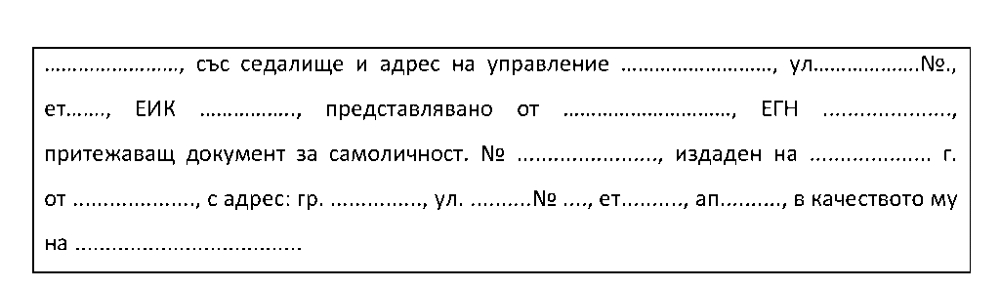 ........................, със седалище и адрес на управление ..........................., ул...................№.,
ет......., ЕИК ................., представлявано от .............................., ЕГН ......................,
притежаващ документ за самоличност. № ........................, издаден на .................... г.
от ...................., с адрес: гр. ..............., ул. ..........№ ...., ет.........., ап.........., в качеството му
на ......................................